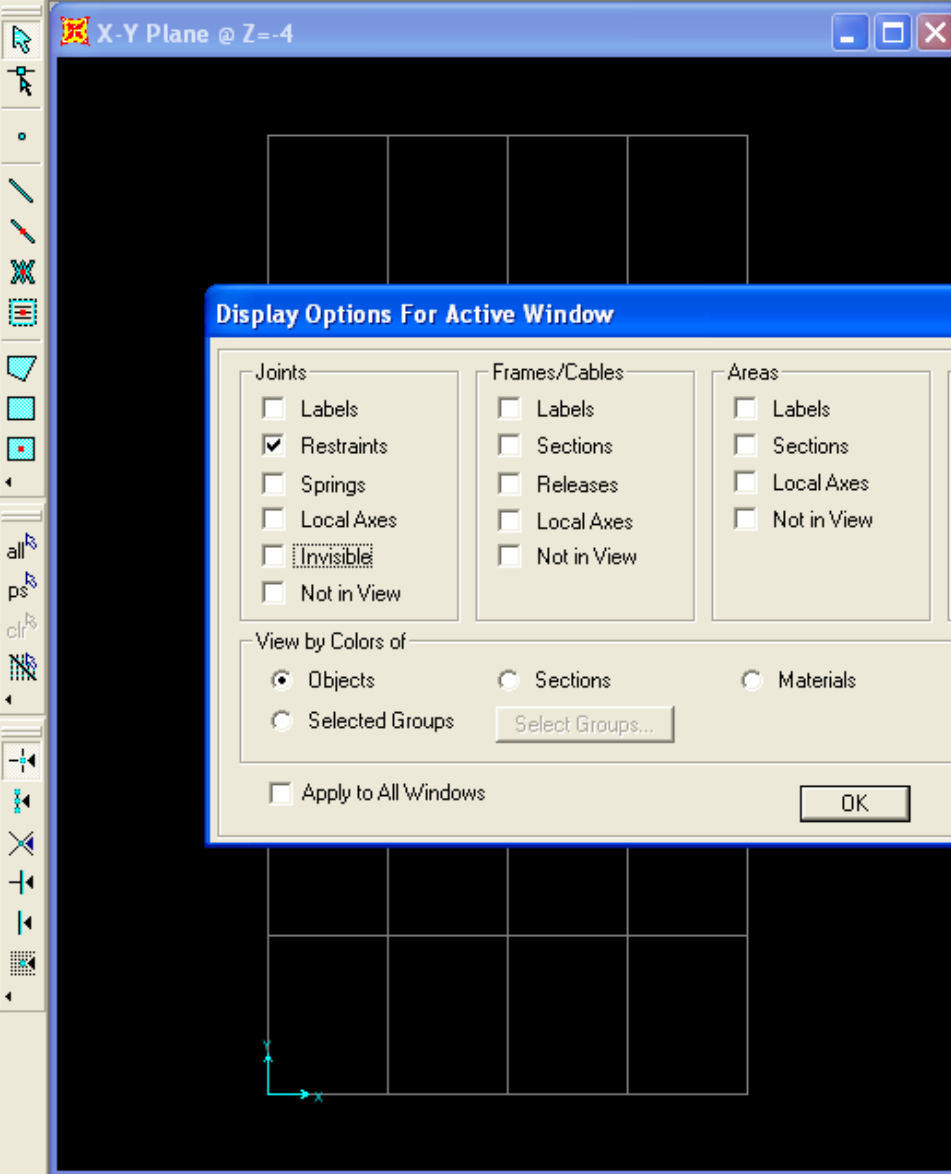 X-Y Plane @ Z=-4
Display Options For Active Window
Joints
Labels
Restraints
Springs
Local Axes
Invisible
Not in View
Frames/Cables
Labels
Sections
Releases
Local Axes
Not in View
Areas
Labels
Sections
Local Axes
Not in View
View by Colors of
Objects
Sections
Materials
Selected Groups
Select Groups...
Apply to All Windows
OK
all
ps
clr
Y
X